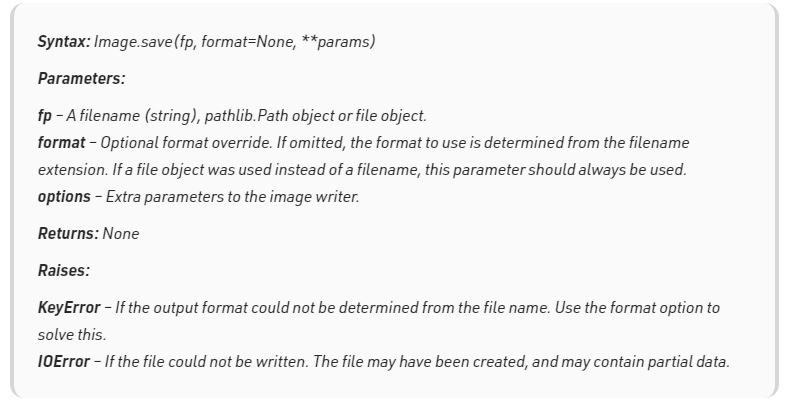 Syntax: Image.save(fp, format=None, **params)
Parameters:
fp – A filename (string), pathlib.Path object or file object.
format – Optional format override. If omitted, the format to use is determined from the filename
extension. If a file object was used instead of a filename, this parameter should always be used.
options – Extra parameters to the image writer.
Returns: None
Raises:
KeyError – If the output format could not be determined from the file name. Use the format option to
solve this.
IOError – If the file could not be written. The file may have been created, and may contain partial data.